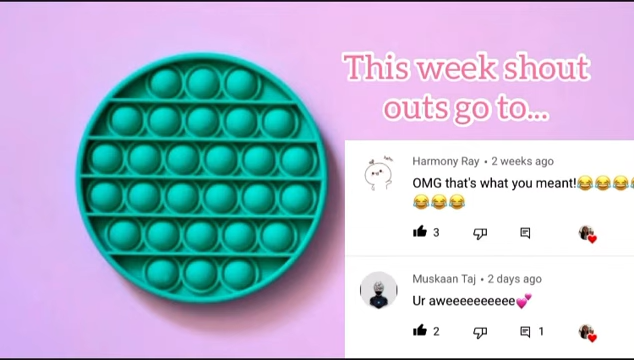 This week shout
outs go to...
Harmony Ray • 2 weeks ago
OMG that's what you meant!😂😂😂😂
😂😂😂
3
Muskaan Taj • 2 days ago
Ur aweeeeeeeeeee💕
2
1